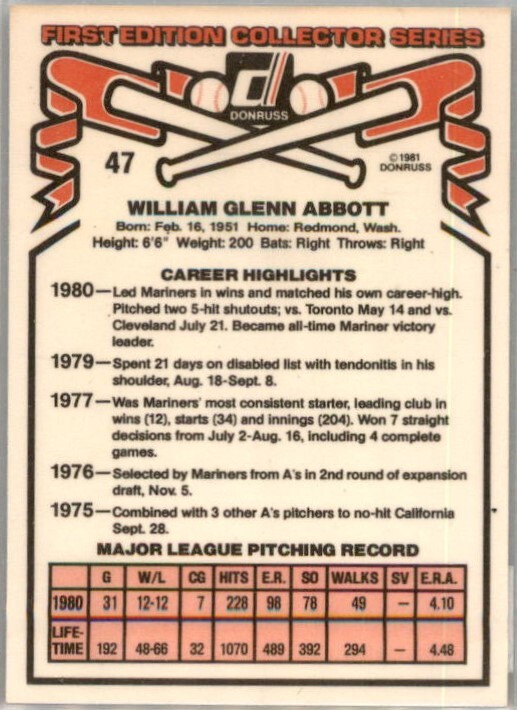 FIRST EDITION COLLECTOR SERIES
d
DONRUSS
47
©1981
DONRUSS
WILLIAM GLENN ABBOTT
Born: Feb. 16, 1951 Home: Redmond, Wash.
Height: 6'6" Weight: 200 Bats: Right Throws: Right
CAREER HIGHLIGHTS
1980—Led Mariners in wins and matched his own career-high.
Pitched two 5-hit shutouts; vs. Toronto May 14 and vs.
Cleveland July 21. Became all-time Mariner victory
leader.
1979—Spent 21 days on disabled list with tendonitis in his
shoulder, Aug. 18-Sept. 8.
1977—Was Mariners' most consistent starter, leading club in
wins (12), starts (34) and innings (204). Won 7 straight
decisions from July 2-Aug. 16, including 4 complete
games.
1976—Selected by Mariners from A's in 2nd round of expansion
draft, Nov. 5.
1975—Combined with 3 other A's pitchers to no-hit California
Sept. 28.
MAJOR LEAGUE PITCHING RECORD
G W/L CG HITS E.R. SO WALKS SV E.R.A.
1980 31 12-12 7 228 98 78 49 — 4.10
LIFE-
TIME 192 48-66 32 1070 489 392 294 — 4.48